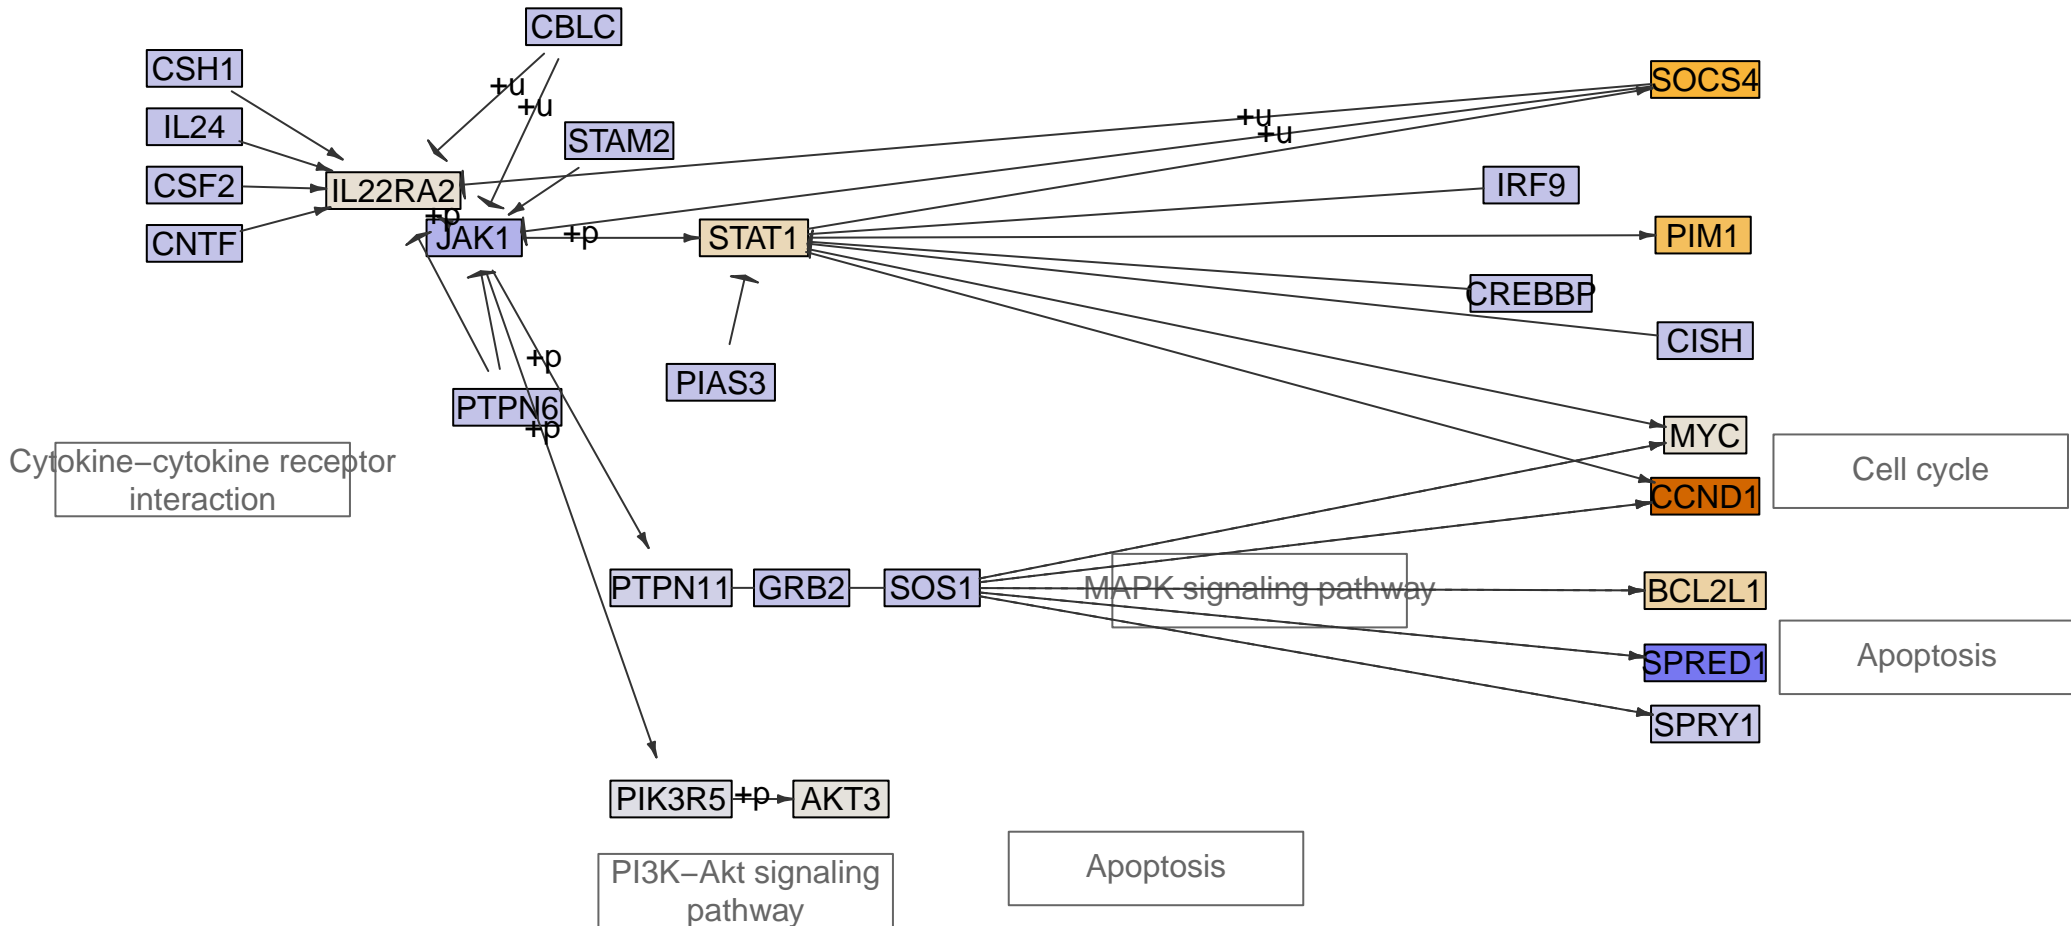 CBLC
CSH1
+u
SOCS4
+u
+u
IL24
+u
STAM2
CSF2
IL22RA2
IRF9
+p
CNTF
JAK1
+p
STAT1
PIM1
CREBBP
CISH
+p
PIAS3
PTPN6
+p
MYC
Cytokine–cytokine receptor
interaction
Cell cycle
CCND1
PTPN11
GRB2
SOS1
MAPK signaling pathway
BCL2L1
SPRED1
Apoptosis
SPRY1
PIK3R5
+p
AKT3
PI3K–Akt signaling
pathway
Apoptosis